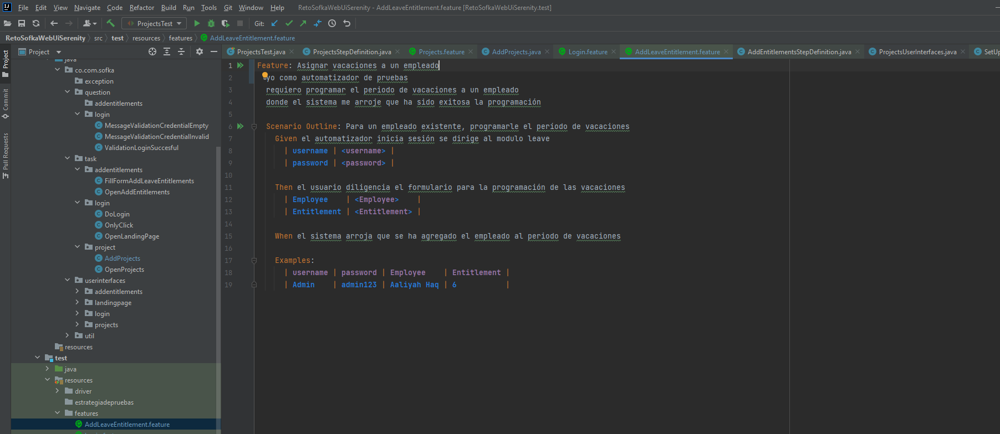 File Edit View Navigate Code Refactor Build Run Tools Git Window Help RetoSofkaWebUiSerenity - AddLeaveEntitlement.feature [RetoSofkaWebUiSerenity.test]
ProjectsTest Git:
RetoSofkaWebUiSerenity src test resources features AddLeaveEntitlement.feature
Project
ProjectsTest.java ProjectsStepDefinition.java Projects.feature AddProjects.java Login.feature AddLeaveEntitlement.feature AddEntitlementsStepDefinition.java ProjectsUserInterfaces.java SetUp
Project
Commit
Pull Requests
java
co.com.sofka
exception
question
addentitlements
login
MessageValidationCredentialEmpty
MessageValidationCredentialInvalid
ValidationLoginSuccesful
task
addentitlements
FillFormAddLeaveEntitlements
OpenAddEntitlements
login
DoLogin
OnlyClick
OpenLandingPage
project
AddProjects
OpenProjects
userinterfaces
addentitlements
landingpage
login
projects
util
resources
test
java
resources
driver
estrategiadepruebas
features
AddLeaveEntitlement.feature
1 Feature: Asignar vacaciones a un empleado
2 yo como automatizador de pruebas
3 requiero programar el periodo de vacaciones a un empleado
4 donde el sistema me arroje que ha sido exitosa la programación
5
6 Scenario Outline: Para un empleado existente, programarle el período de vacaciones
7 Given el automatizador inicia sesión se dirige al modulo leave
8 | username | <username> |
9 | password | <password> |
10
11 Then el usuario diligencia el formulario para la programación de las vacaciones
12 | Employee | <Employee> |
13 | Entitlement | <Entitlement> |
14
15 When el sistema arroja que se ha agregado el empleado al periodo de vacaciones
16
17 Examples:
18 | username | password | Employee | Entitlement |
19 | Admin | admin123 | Aaliyah Haq | 6 |